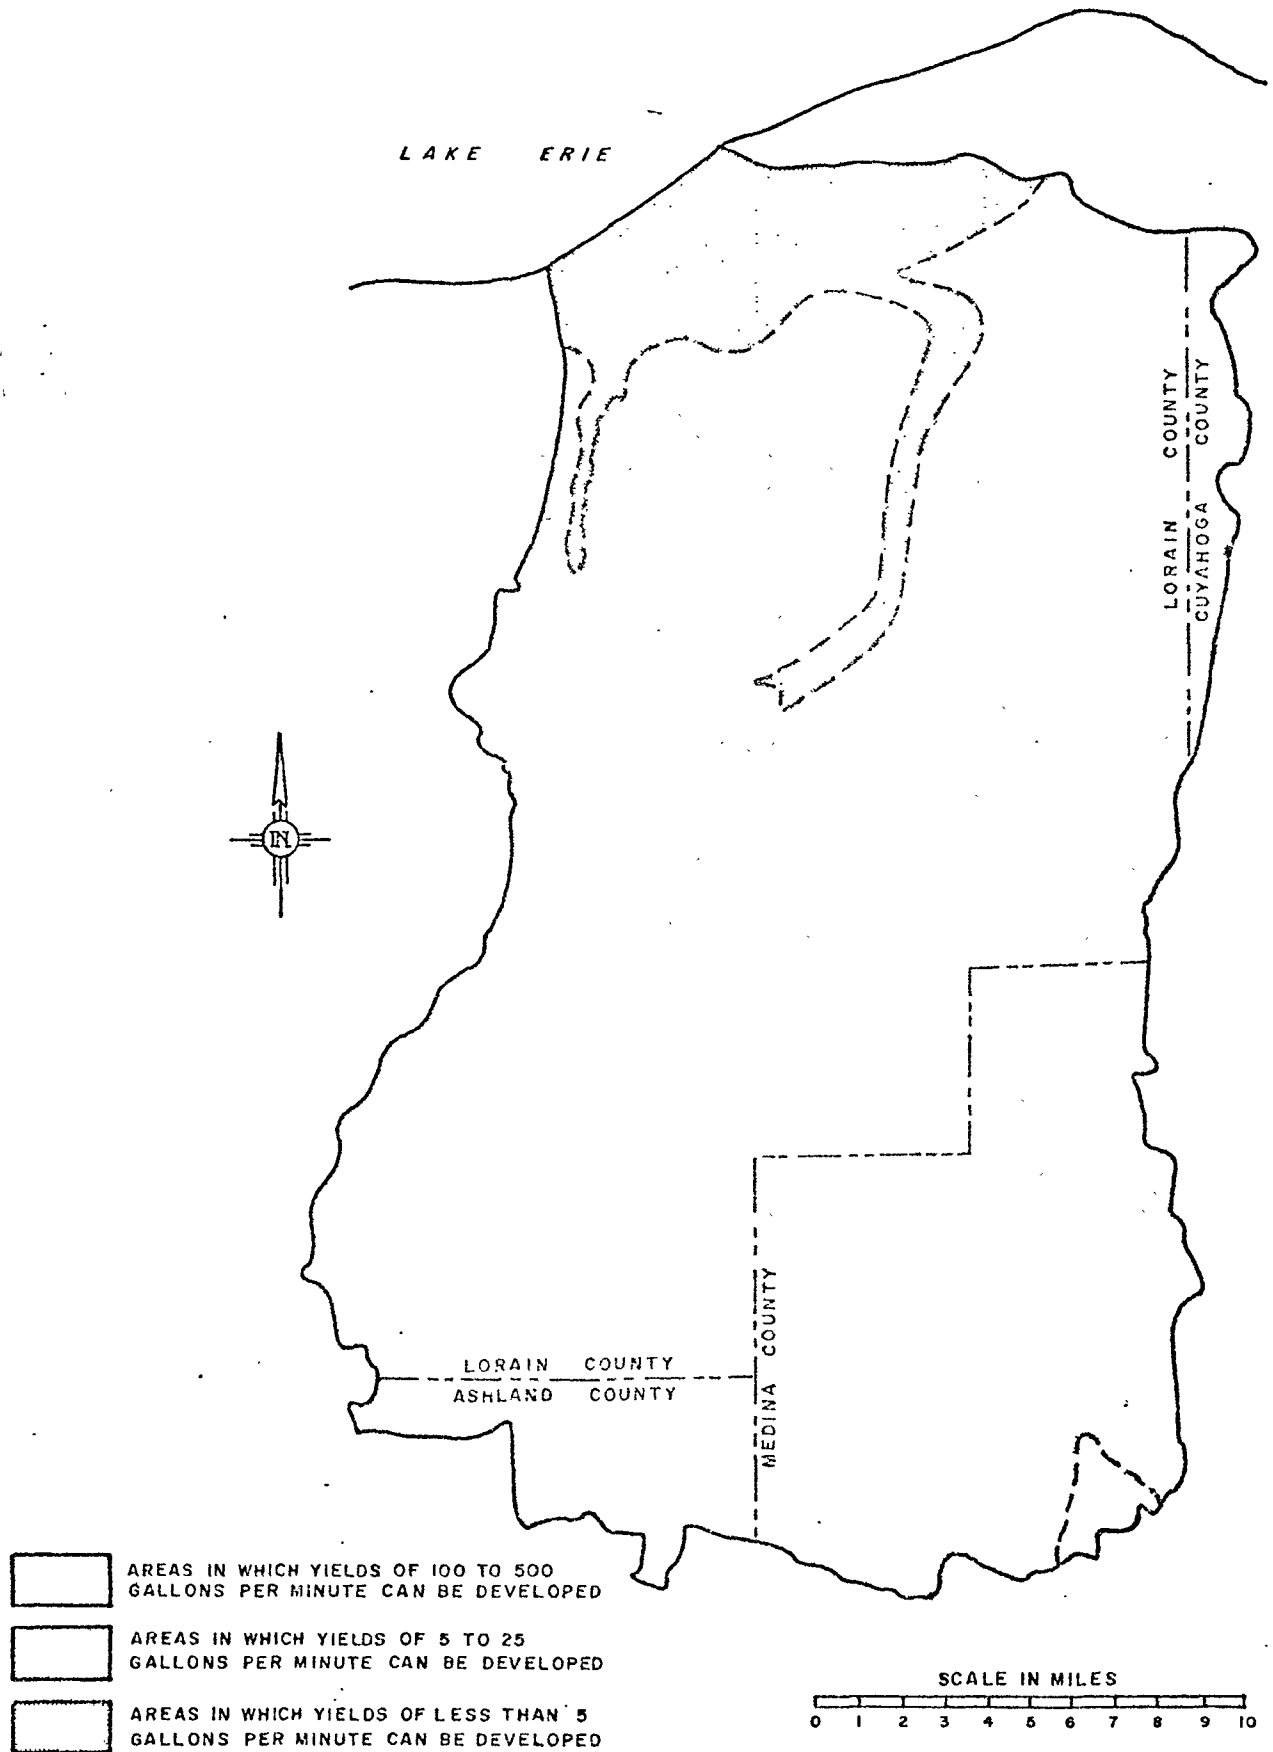 LAKE ERIE
LORAIN COUNTY
CUYAHOGA COUNTY
N
LORAIN COUNTY
ASHLAND COUNTY
MEDINA COUNTY
AREAS IN WHICH YIELDS OF 100 TO 500
GALLONS PER MINUTE CAN BE DEVELOPED
AREAS IN WHICH YIELDS OF 5 TO 25
GALLONS PER MINUTE CAN BE DEVELOPED
AREAS IN WHICH YIELDS OF LESS THAN 5
GALLONS PER MINUTE CAN BE DEVELOPED
SCALE IN MILES
0 1 2 3 4 5 6 7 8 9 10